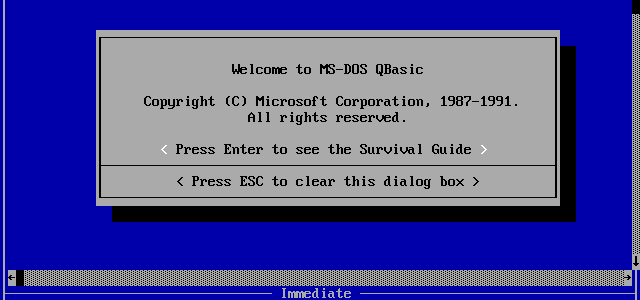 Welcome to MS-DOS QBasic
Copyright (C) Microsoft Corporation, 1987-1991.
All rights reserved.
< Press Enter to see the Survival Guide >
< Press ESC to clear this dialog box >
Immediate